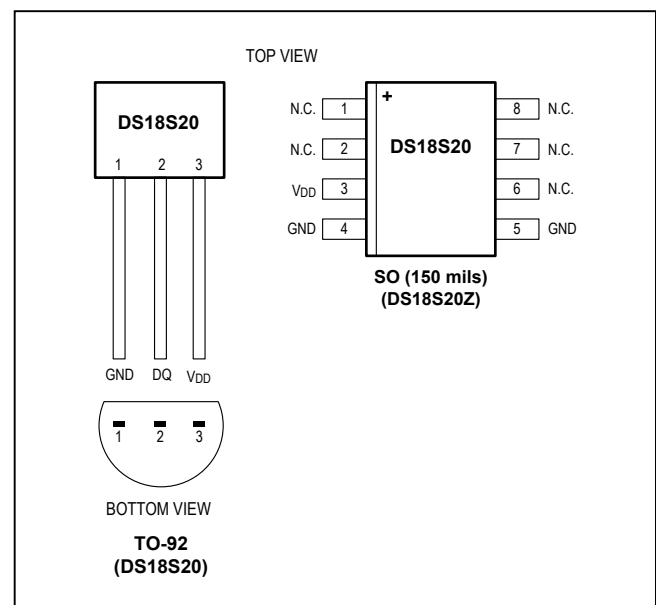 TOP VIEW
DS18S20
1 2 3
GND DQ VDD
1 2 3
BOTTOM VIEW
TO-92
(DS18S20)
+
DS18S20
N.C. 1 8 N.C.
N.C. 2 7 N.C.
VDD 3 6 N.C.
GND 4 5 GND
SO (150 mils)
(DS18S20Z)